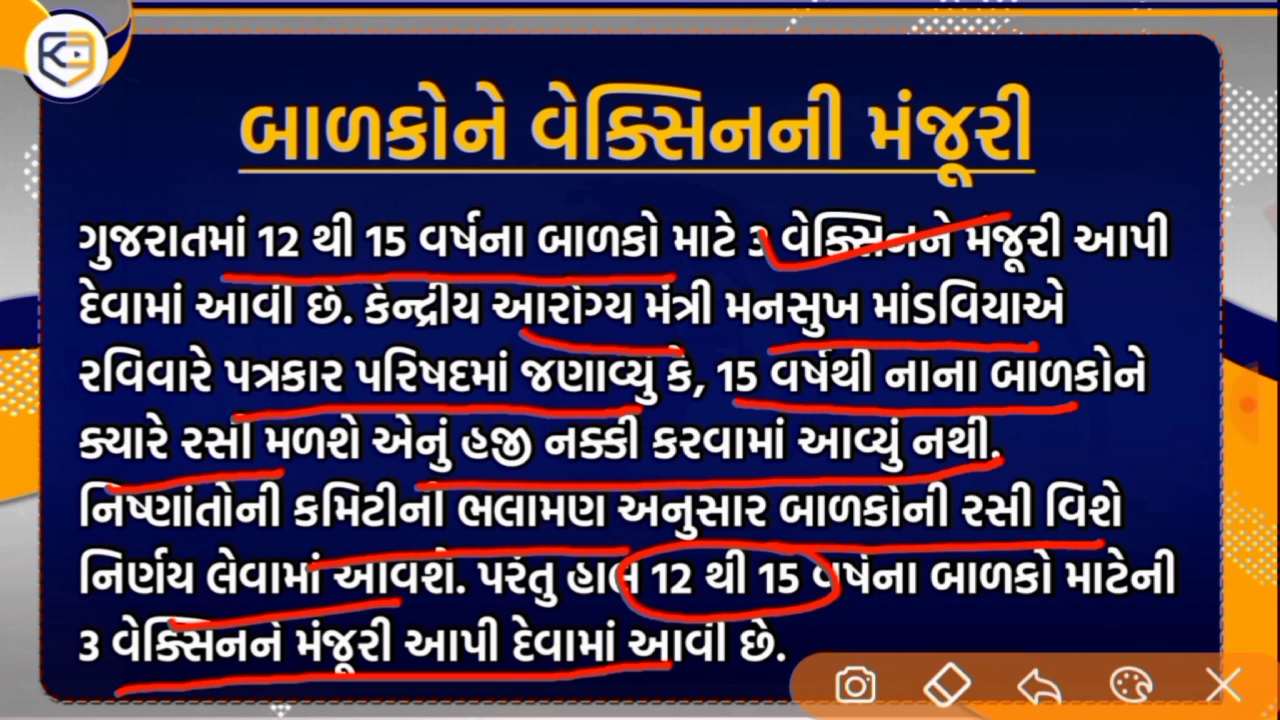 બાળકોને વેક્સિનની મંજૂરી
ગુજરાતમાં 12 થી 15 વર્ષના બાળકો માટે 3 વેક્સિનને મંજૂરી આપી
દેવામાં આવી છે. કેન્દ્રીય આરોગ્ય મંત્રી મનસુખ માંડવિયાએ
રવિવારે પત્રકાર પરિષદમાં જણાવ્યુ કે, 15 વર્ષથી નાના બાળકોને
ક્યારે રસી મળશે એનું હજી નક્કી કરવામાં આવ્યું નથી.
નિષ્ણાંતોની કમિટીની ભલામણ અનુસાર બાળકોની રસી વિશે
નિર્ણય લેવામાં આવશે. પરંતુ હાલ 12 થી 15 વર્ષના બાળકો માટેની
3 વેક્સિનને મંજૂરી આપી દેવામાં આવી છે.